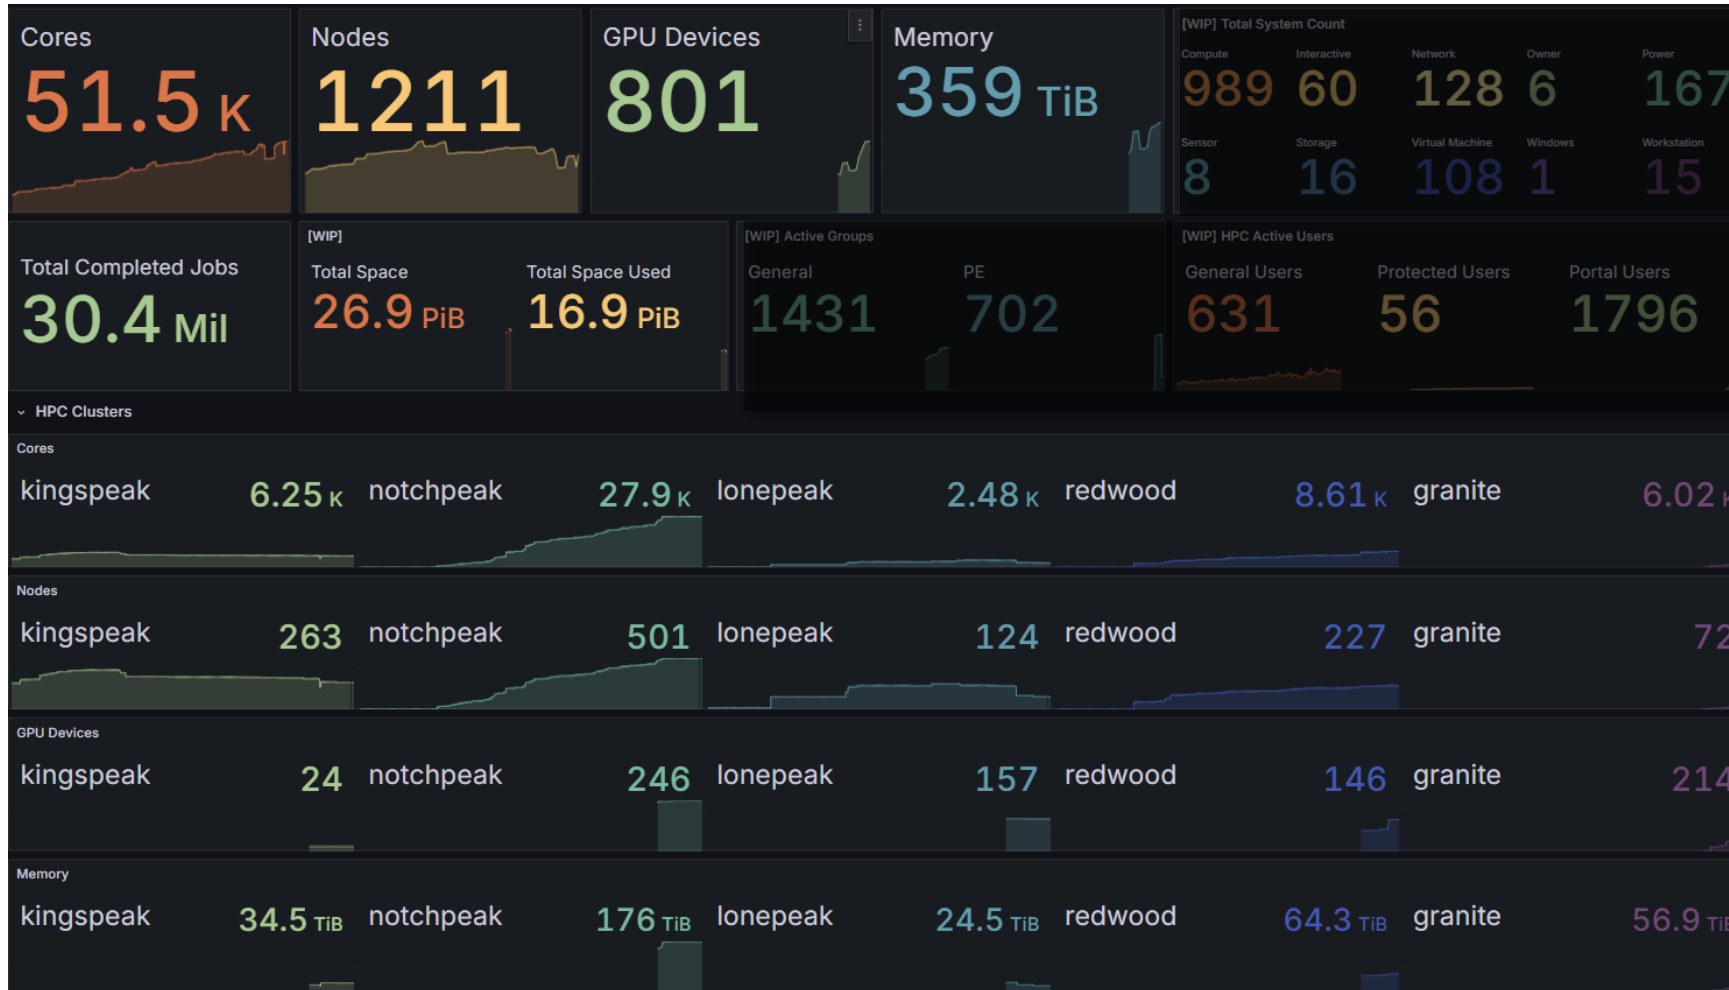 Cores
51.5 K
Nodes
1211
GPU Devices
801
Memory
359 TiB
[WIP] Total System Count
Compute Interactive Network Owner Power
989 60 128 6 167
Sensor Storage Virtual Machine Windows Workstation
8 16 108 1 15
Total Completed Jobs
30.4 Mil
[WIP]
Total Space Total Space Used
26.9 PiB 16.9 PiB
[WIP] Active Groups
General PE
1431 702
[WIP] HPC Active Users
General Users Protected Users Portal Users
631 56 1796
HPC Clusters
Cores
kingspeak 6.25 K notchpeak 27.9 K lonepeak 2.48 K redwood 8.61 K granite 6.02 K
Nodes
kingspeak 263 notchpeak 501 lonepeak 124 redwood 227 granite 72
GPU Devices
kingspeak 24 notchpeak 246 lonepeak 157 redwood 146 granite 214
Memory
kingspeak 34.5 TiB notchpeak 176 TiB lonepeak 24.5 TiB redwood 64.3 TiB granite 56.9 TiB